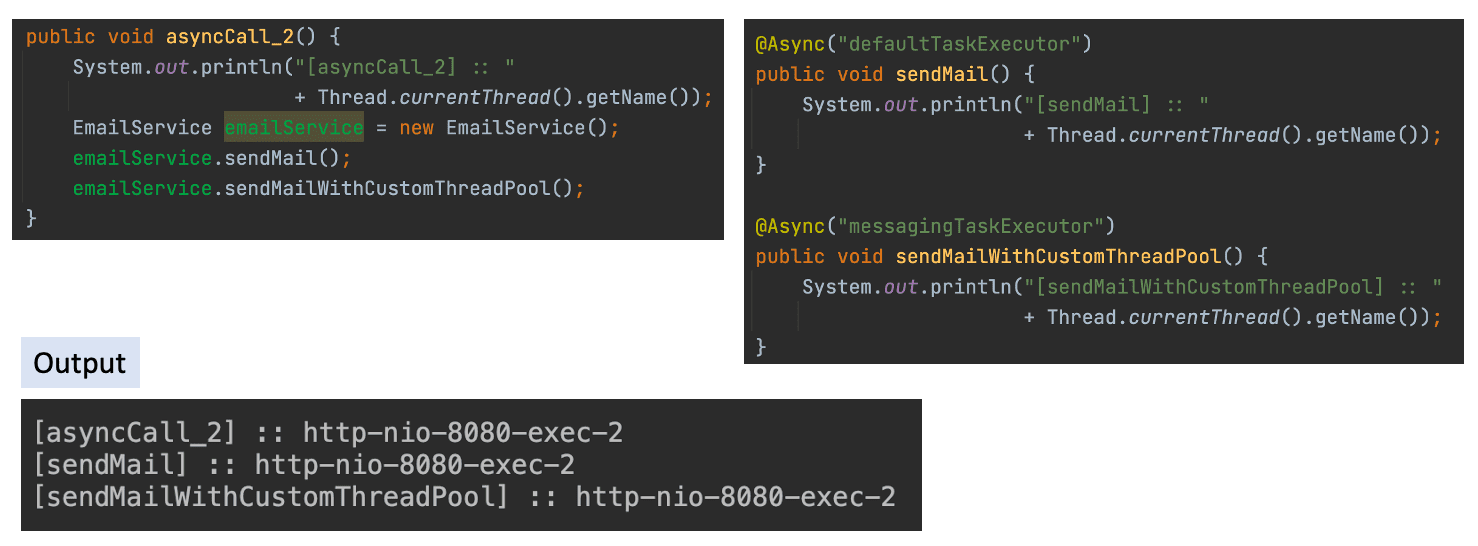 public void asyncCall_2() {
System.out.println("[asyncCall_2] :: "
+ Thread.currentThread().getName());
EmailService emailService = new EmailService();
emailService.sendMail();
emailService.sendMailWithCustomThreadPool();
}
@Async("defaultTaskExecutor")
public void sendMail() {
System.out.println("[sendMail] :: "
+ Thread.currentThread().getName());
}
@Async("messagingTaskExecutor")
public void sendMailWithCustomThreadPool() {
System.out.println("[sendMailWithCustomThreadPool] :: "
+ Thread.currentThread().getName());
}
Output
[asyncCall_2] :: http-nio-8080-exec-2
[sendMail] :: http-nio-8080-exec-2
[sendMailWithCustomThreadPool] :: http-nio-8080-exec-2